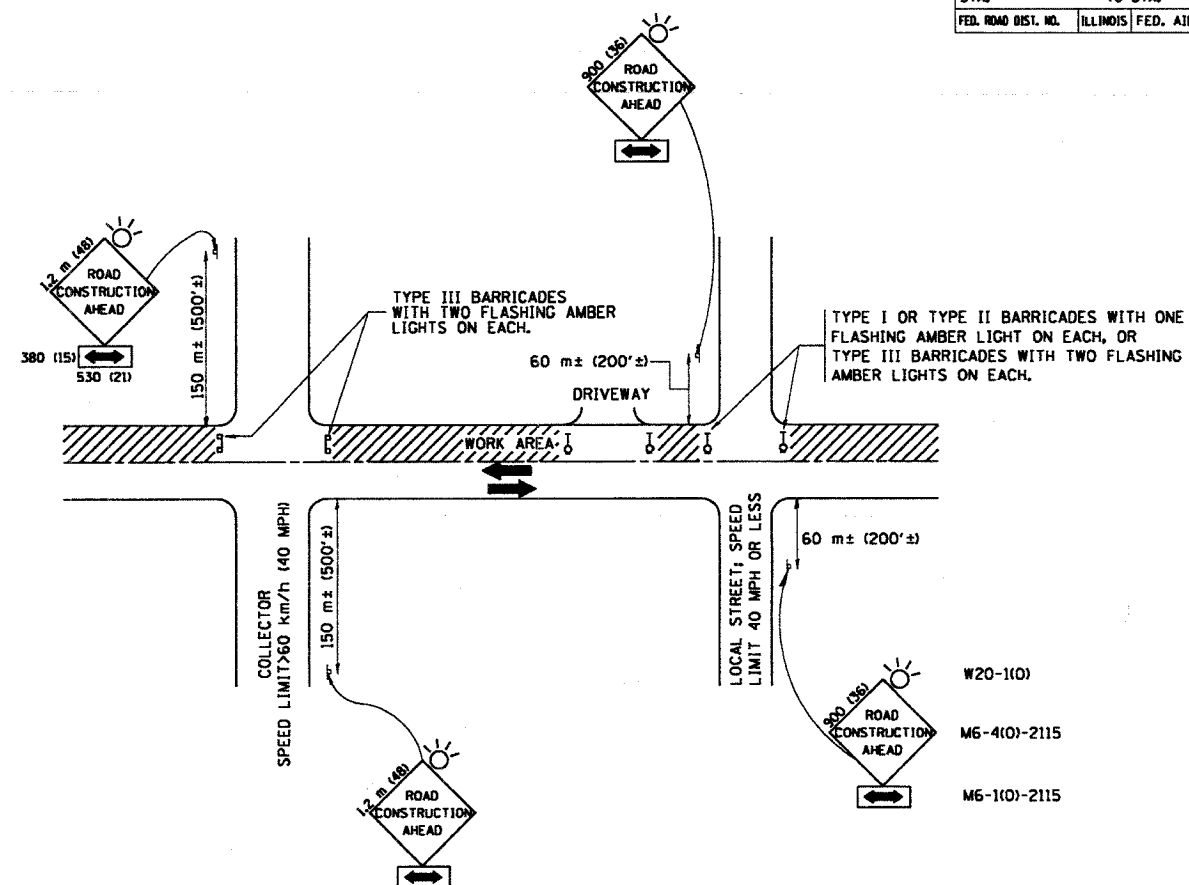 FED. ROAD DIST. NO. ILLINOIS FED. AI
900 (36)
ROAD
CONSTRUCTION
AHEAD
1.2 m (48)
ROAD
CONSTRUCTION
AHEAD
380 (15)
530 (21)
150 m± (500'±)
TYPE III BARRICADES
WITH TWO FLASHING AMBER
LIGHTS ON EACH.
60 m± (200'±)
DRIVEWAY
TYPE I OR TYPE II BARRICADES WITH ONE
FLASHING AMBER LIGHT ON EACH, OR
TYPE III BARRICADES WITH TWO FLASHING
AMBER LIGHTS ON EACH.
WORK AREA
COLLECTOR
SPEED LIMIT>60 km/h (40 MPH)
150 m± (500'±)
LOCAL STREET; SPEED
LIMIT 40 MPH OR LESS
60 m± (200'±)
1.2 m (48)
ROAD
CONSTRUCTION
AHEAD
900 (36)
ROAD
CONSTRUCTION
AHEAD
W20-1(O)
M6-4(O)-2115
M6-1(O)-2115